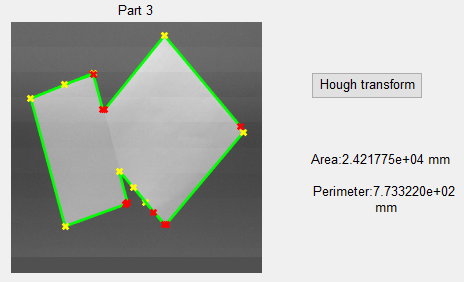 Part 3
Hough transform
Area:2.421775e+04 mm
Perimeter:7.733220e+02
mm